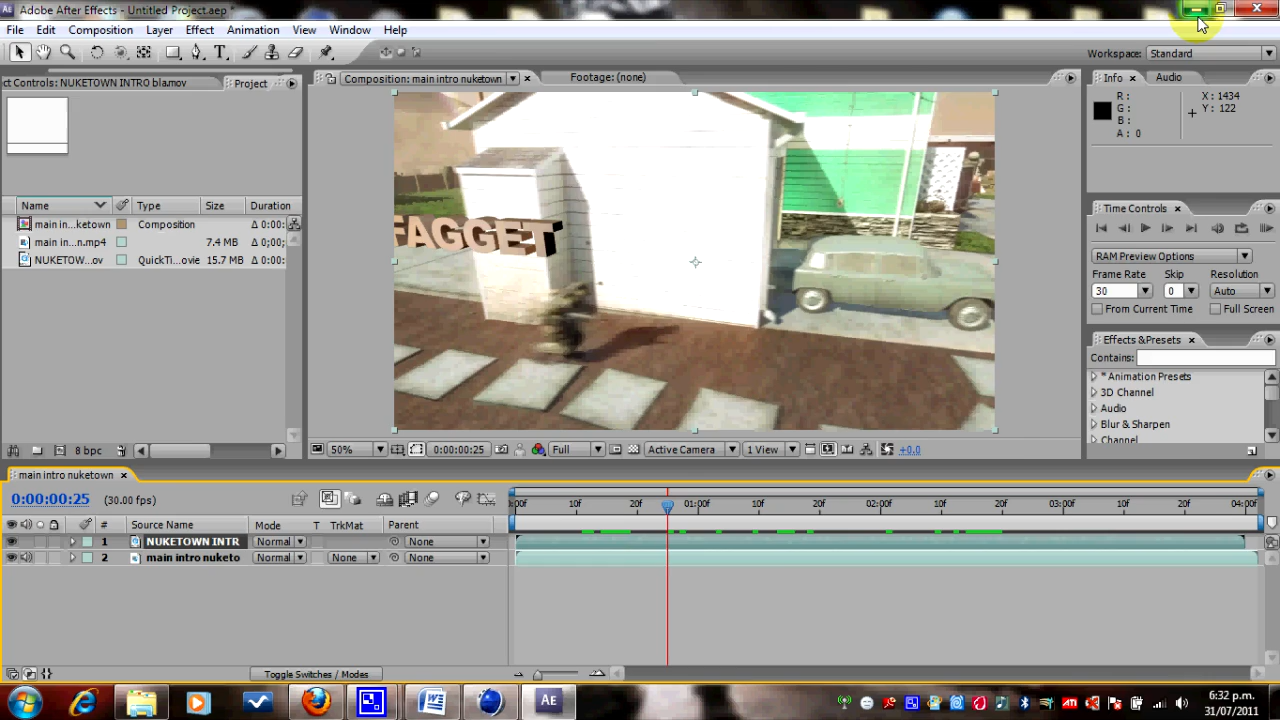 Adobe After Effects - Untitled Project.aep *
File Edit Composition Layer Effect Animation View Window Help
Workspace: Standard
ct Controls: NUKETOWN INTRO blamov Project
Composition: main intro nuketown Footage: (none)
Info Audio
R : X : 1434
G : Y : 122
B :
A : 0
FAGGET
Name Type Size Duration
main in...ketown Composition Δ 0:00:
main in...n.mp4 7.4 MB Δ 0;00;
NUKETOW...ov QuickTi...ovie 15.7 MB Δ 0:00:
Time Controls
RAM Preview Options
Frame Rate Skip Resolution
30 0 Auto
From Current Time Full Screen
Effects & Presets
Contains:
* Animation Presets
3D Channel
Audio
Blur & Sharpen
Channel
8 bpc
50% 0:00:00:25 Full Active Camera 1 View +0.0
main intro nuketown
0:00:00:25 (30.00 fps)
:00F 10f 20f 01:00F 10f 20f 02:00F 10f 20f 03:00F 10f 20f 04:00F
# Source Name Mode T TrkMat Parent
1 NUKETOWN INTR Normal None
2 main intro nuketo Normal None None
Toggle Switches / Modes
6:32 p.m.
31/07/2011